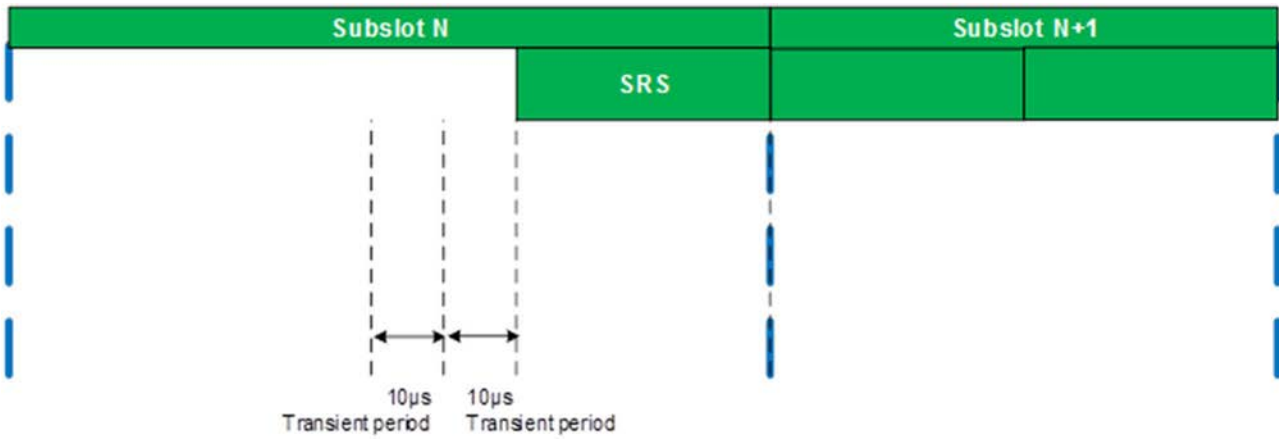 Subslot N
Subslot N+1
SRS
10μs
Transient period
10μs
Transient period